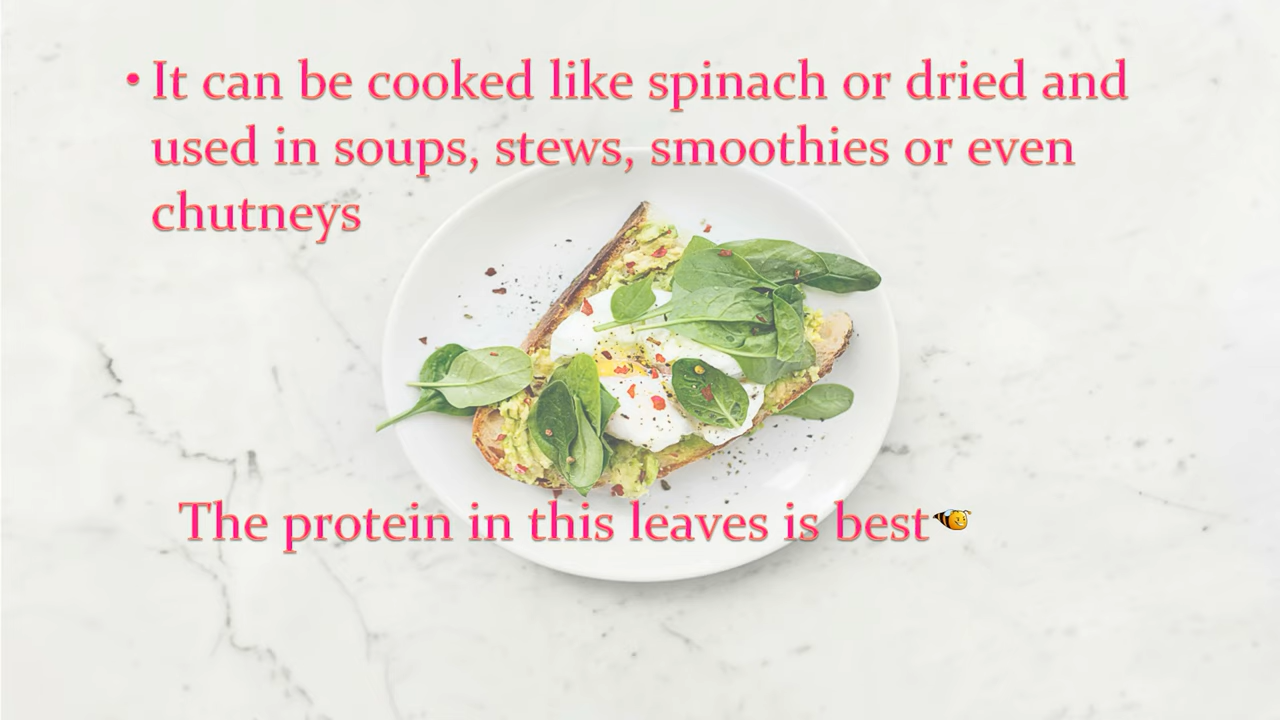 • It can be cooked like spinach or dried and
used in soups, stews, smoothies or even
chutneys
The protein in this leaves is best🐝